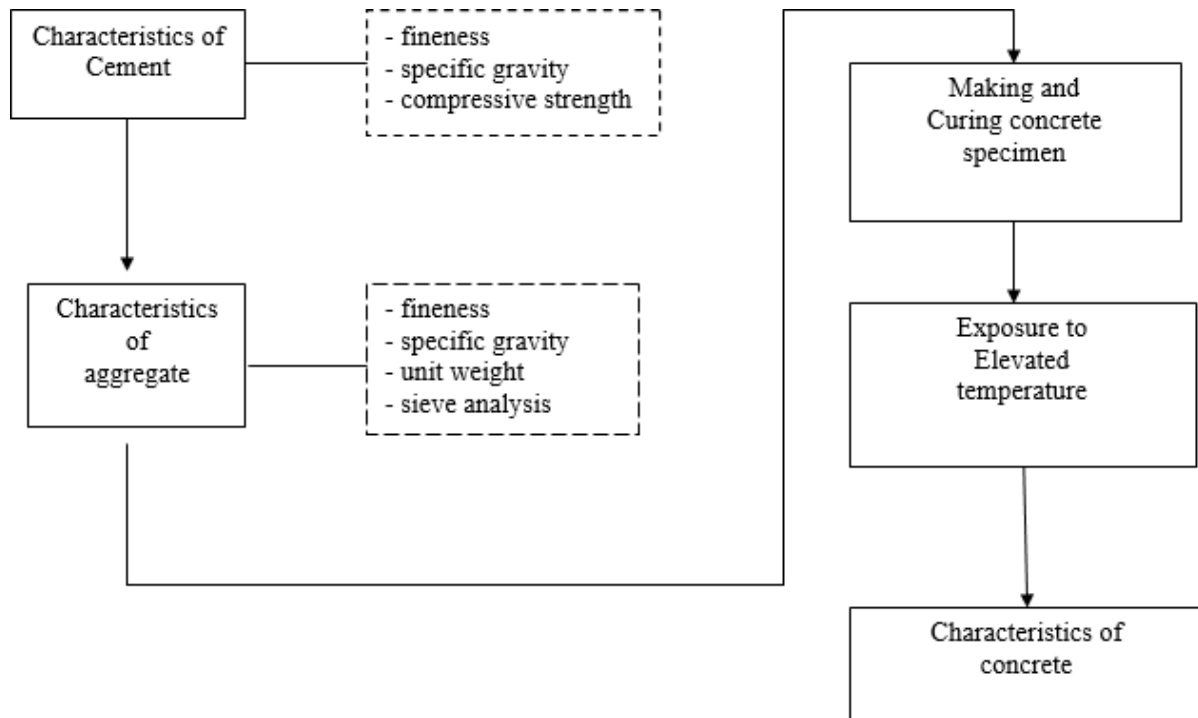 Characteristics of
Cement
- fineness
- specific gravity
- compressive strength
Characteristics
of
aggregate
- fineness
- specific gravity
- unit weight
- sieve analysis
Making and
Curing concrete
specimen
Exposure to
Elevated
temperature
Characteristics of
concrete